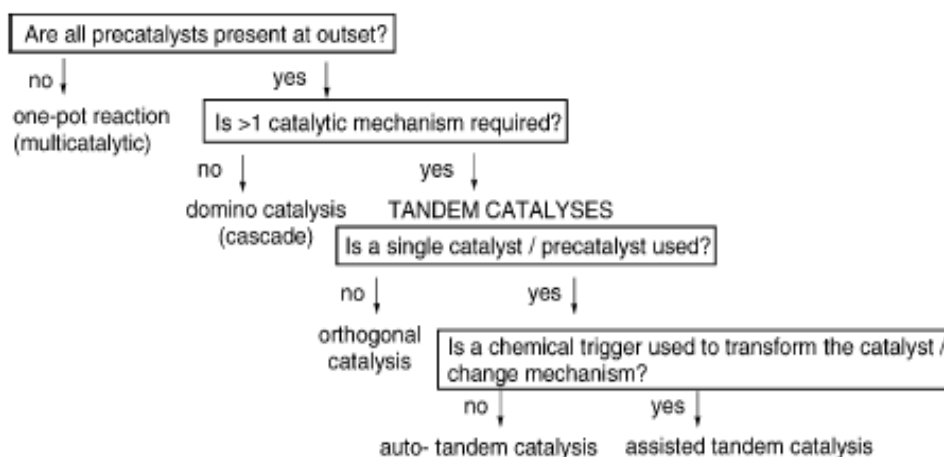 Are all precatalysts present at outset?
no
yes
one-pot reaction
(multicatalytic)
Is >1 catalytic mechanism required?
no
yes
domino catalysis
(cascade)
TANDEM CATALYSES
Is a single catalyst / precatalyst used?
no
yes
orthogonal
catalysis
Is a chemical trigger used to transform the catalyst /
change mechanism?
no
yes
auto- tandem catalysis
assisted tandem catalysis